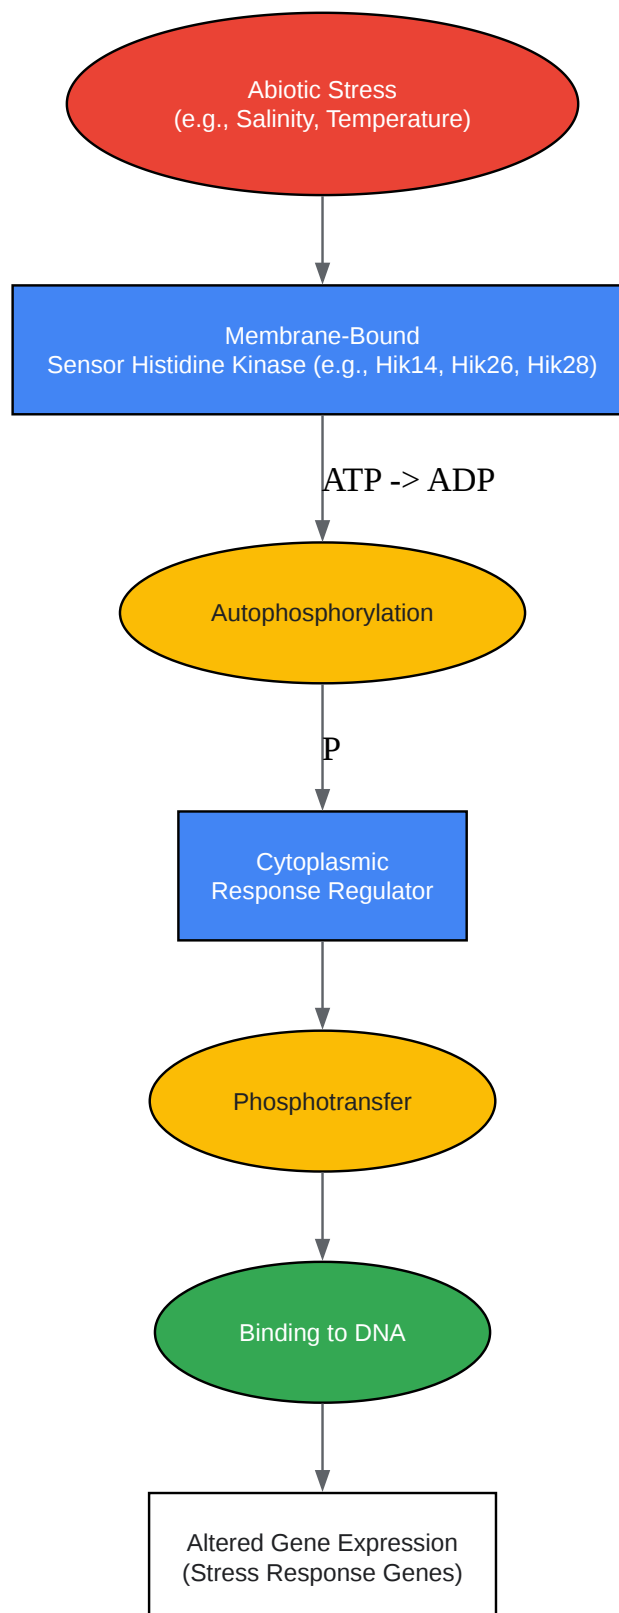 Abiotic Stress
(e.g., Salinity, Temperature)
Membrane-Bound
Sensor Histidine Kinase (e.g., Hik14, Hik26, Hik28)
ATP -> ADP
Autophosphorylation
P
Cytoplasmic
Response Regulator
Phosphotransfer
Binding to DNA
Altered Gene Expression
(Stress Response Genes)